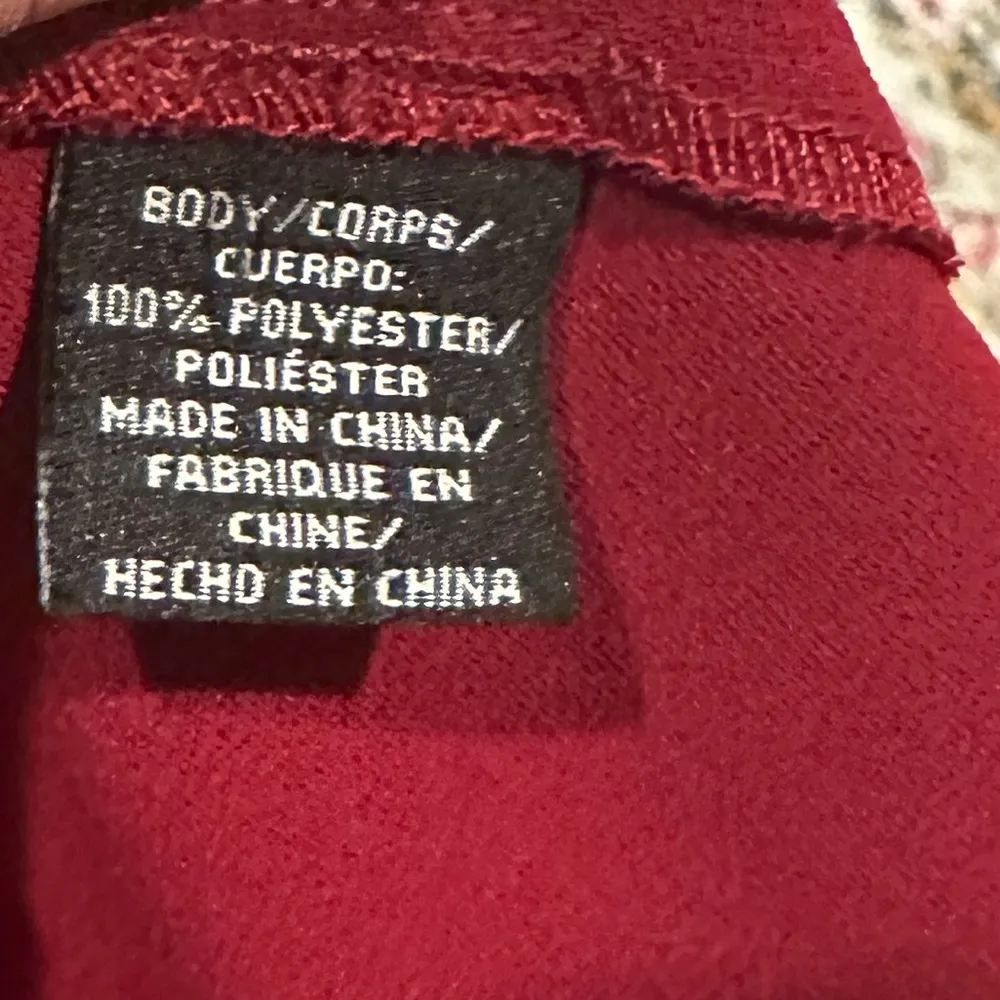 BODY/CORPS/
CUERPO:
100% POLYESTER/
POLIÉSTER
MADE IN CHINA/
FABRIQUE EN
CHINE/
HECHO EN CHINA